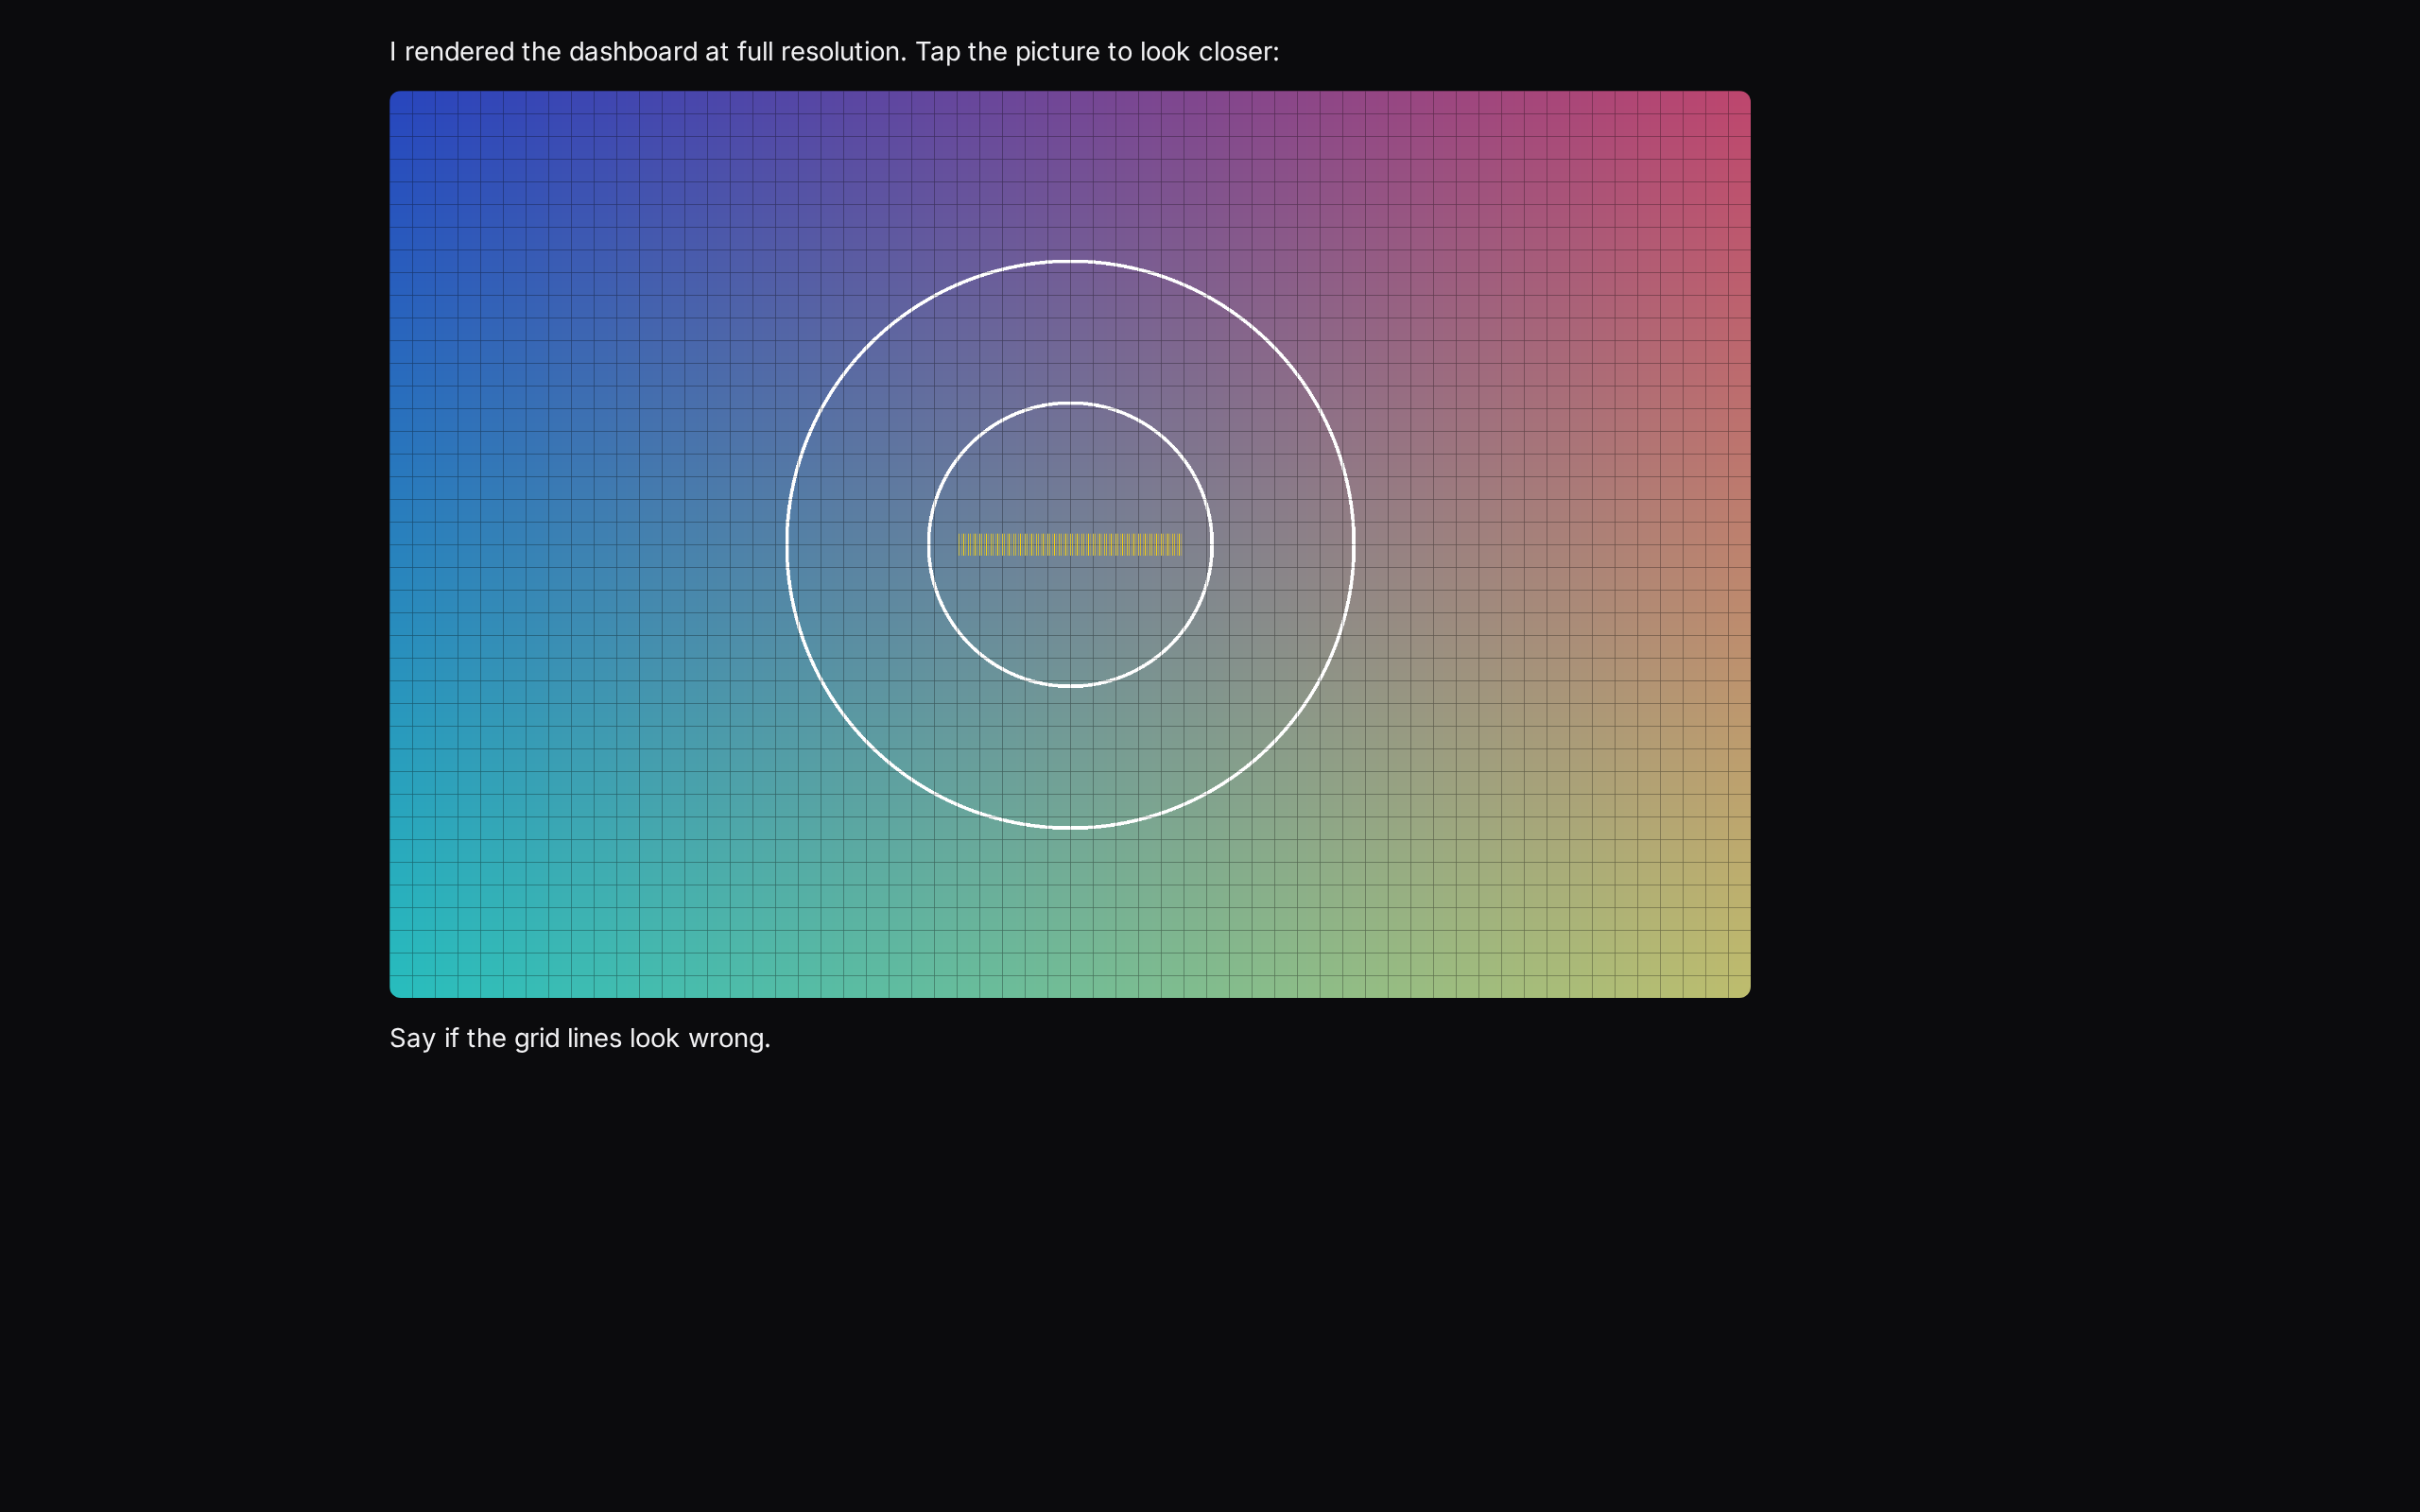 I rendered the dashboard at full resolution. Tap the picture to look closer:
Say if the grid lines look wrong.